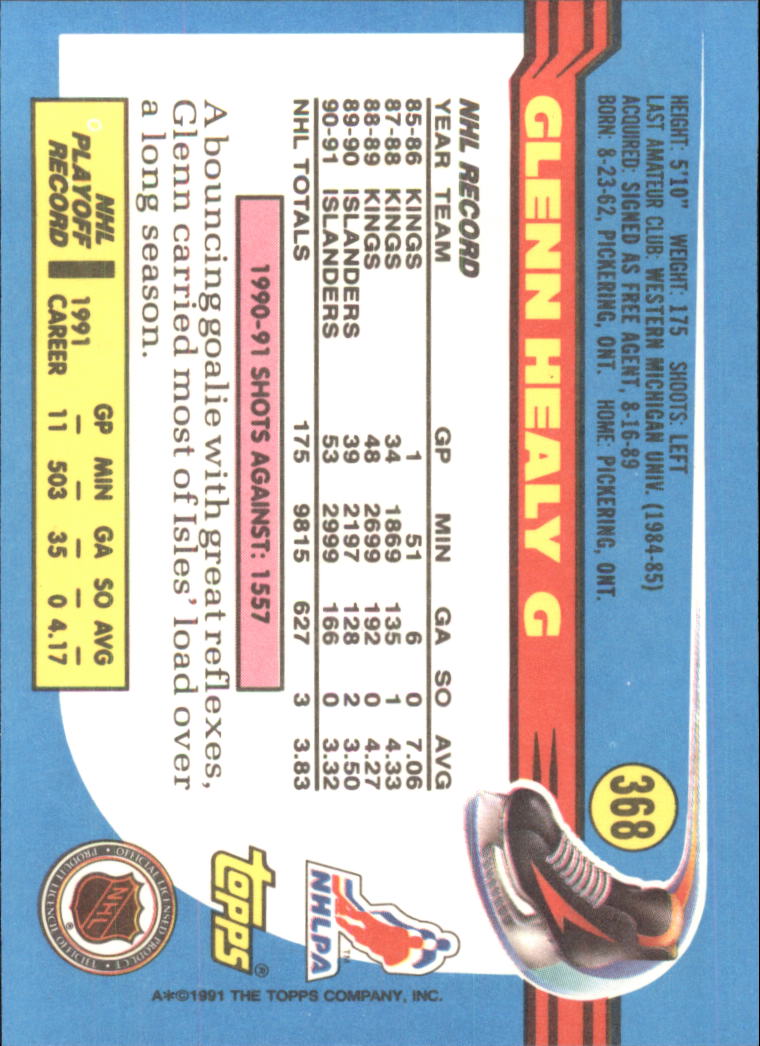 HEIGHT: 5'10" WEIGHT: 175 SHOOTS: LEFT
LAST AMATEUR CLUB: WESTERN MICHIGAN UNIV. (1984-85)
ACQUIRED: SIGNED AS FREE AGENT, 8-16-89
BORN: 8-23-62, PICKERING, ONT. HOME: PICKERING, ONT.
368
GLENN HEALY G
NHL RECORD
YEAR TEAM GP MIN GA SO AVG
85-86 KINGS 1 51 6 0 7.06
87-88 KINGS 34 1869 135 1 4.33
88-89 KINGS 48 2699 192 0 4.27
89-90 ISLANDERS 39 2197 128 2 3.50
90-91 ISLANDERS 53 2999 166 0 3.32
NHL TOTALS 175 9815 627 3 3.83
1990-91 SHOTS AGAINST: 1557
A bouncing goalie with great reflexes,
Glenn carried most of Isles' load over
a long season.
NHL
PLAYOFF
RECORD
GP MIN GA SO AVG
1991 — — — — —
CAREER 11 503 35 0 4.17
NHLPA ™
topps ®
NHL ®
OFFICIAL LICENSED PRODUCT •
A*©1991 THE TOPPS COMPANY, INC.